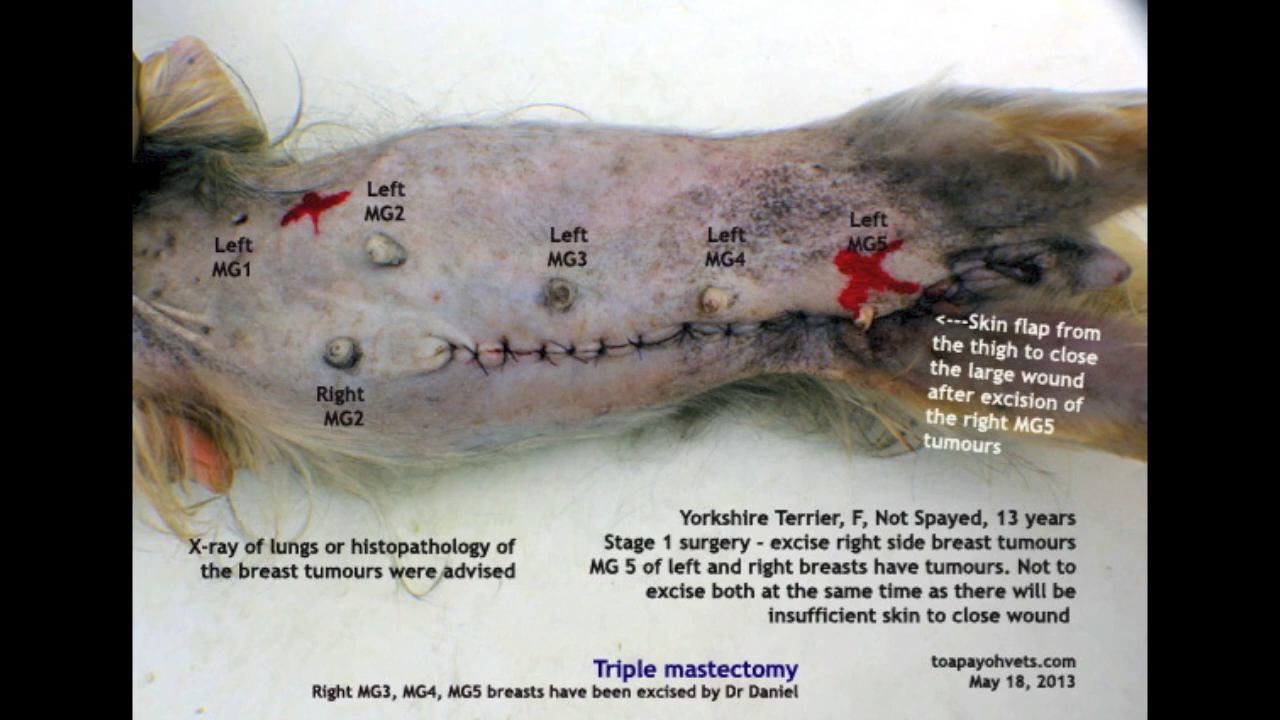 Left
MG2
Left
MG1
Left
MG3
Left
MG4
Left
MG5
Right
MG2
<---Skin flap from
the thigh to close
the large wound
after excision of
the right MG5
tumours
X-ray of lungs or histopathology of
the breast tumours were advised
Yorkshire Terrier, F, Not Spayed, 13 years
Stage 1 surgery - excise right side breast tumours
MG 5 of left and right breasts have tumours. Not to
excise both at the same time as there will be
insufficient skin to close wound
Triple mastectomy
Right MG3, MG4, MG5 breasts have been excised by Dr Daniel
toapayohvets.com
May 18, 2013